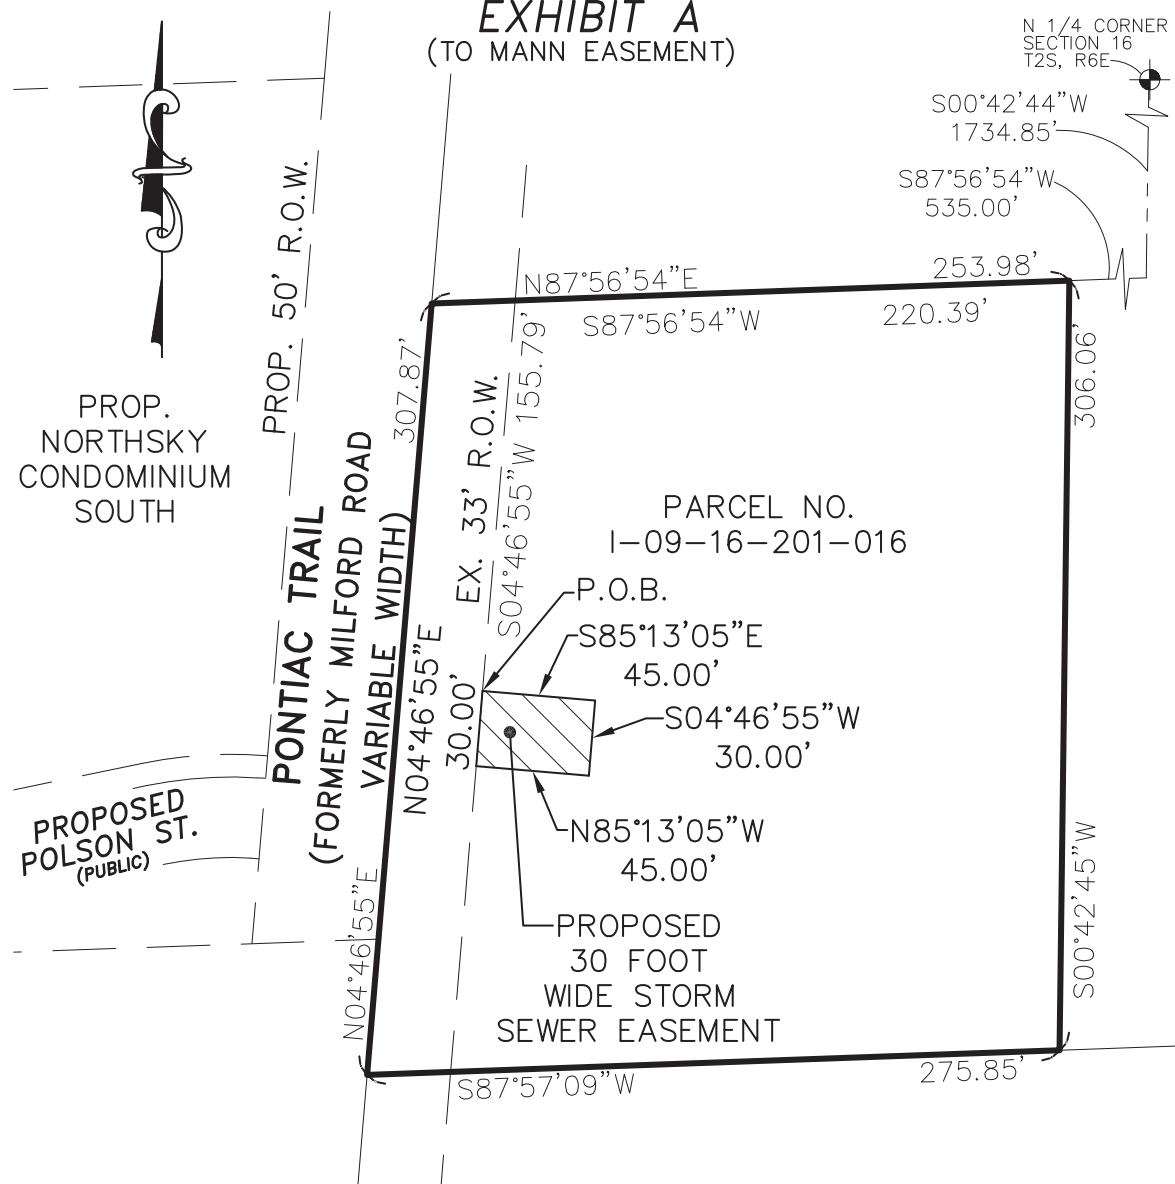 EXHIBIT A
(TO MANN EASEMENT)
N 1/4 CORNER
SECTION 16
T2S, R6E
S00°42'44"W
1734.85'
S87°56'54"W
535.00'
PROP. 50' R.O.W.
N87°56'54"E
253.98'
S87°56'54"W
220.39'
307.87'
EX. 33' R.O.W.
S04°46'55"W 155.79'
306.06'
PROP.
NORTHSKY
CONDOMINIUM
SOUTH
PARCEL NO.
I-09-16-201-016
PONTIAC TRAIL
(FORMERLY MILFORD ROAD
VARIABLE WIDTH)
P.O.B.
S85°13'05"E
45.00'
N04°46'55"E
30.00'
S04°46'55"W
30.00'
N85°13'05"W
45.00'
PROPOSED
POLSON ST.
(PUBLIC)
PROPOSED
30 FOOT
WIDE STORM
SEWER EASEMENT
N04°46'55"E
S00°42'45"W
S87°57'09"W
275.85'